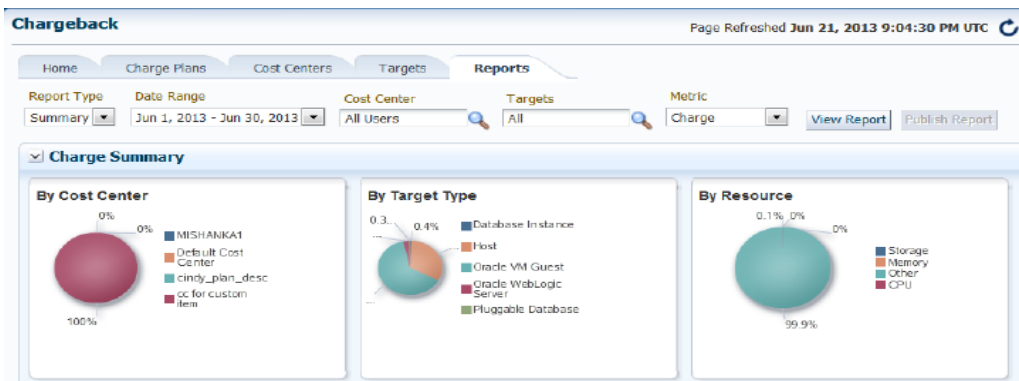 Chargeback
Page Refreshed Jun 21, 2013 9:04:30 PM UTC
Home Charge Plans Cost Centers Targets Reports
Report Type Date Range Cost Center Targets Metric
Summary Jun 1, 2013 - Jun 30, 2013 All Users All Charge View Report Publish Report
Charge Summary
By Cost Center
0%
0%
MISHANKA1
Default Cost
Center
cindy_plan_desc
cc for custom
item
100%
By Target Type
0.3...
0.4%
...
...
...
Database Instance
Host
Oracle VM Guest
Oracle WebLogic
Server
Pluggable Database
By Resource
0.1% 0%
0%
Storage
Memory
Other
CPU
99.9%